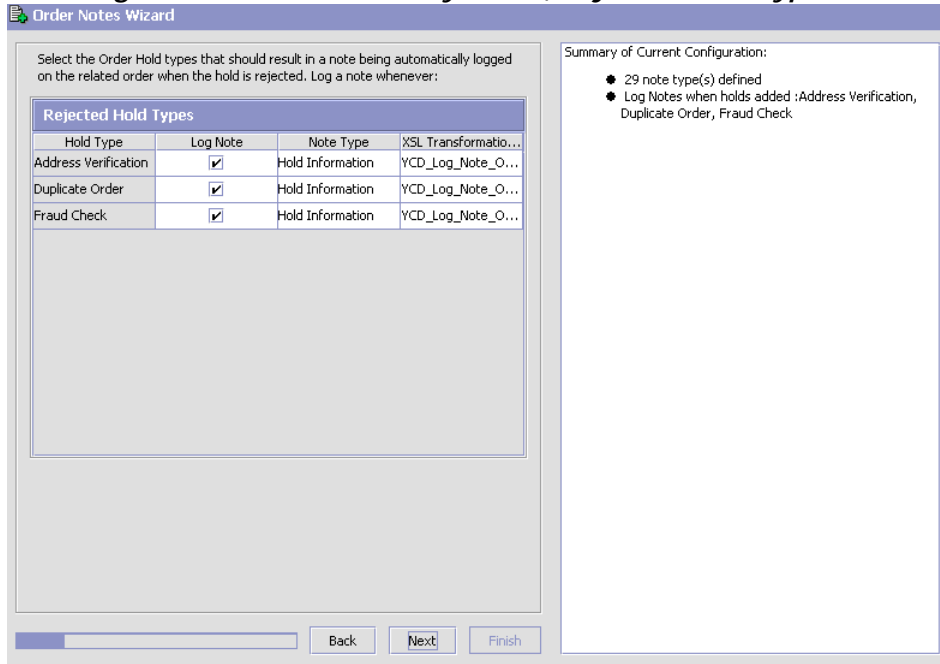 Order Notes Wizard
Select the Order Hold types that should result in a note being automatically logged
on the related order when the hold is rejected. Log a note whenever:
Rejected Hold Types
Hold Type Log Note Note Type XSL Transformatio...
Address Verification Hold Information YCD_Log_Note_O...
Duplicate Order Hold Information YCD_Log_Note_O...
Fraud Check Hold Information YCD_Log_Note_O...
Back Next Finish
Summary of Current Configuration:
29 note type(s) defined
Log Notes when holds added :Address Verification,
Duplicate Order, Fraud Check